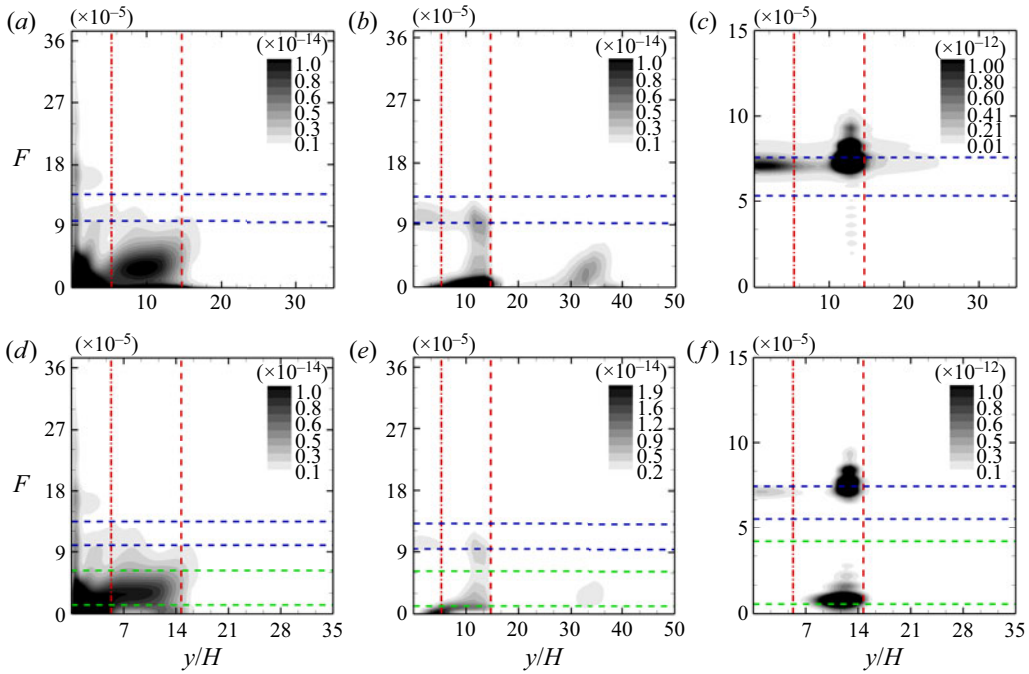 (a) (×10⁻⁵) (b) (×10⁻⁵) (c) (×10⁻⁵)
36 27 18 9 0
F
(×10⁻¹⁴)
1.0
0.8
0.6
0.5
0.3
0.1
10 20 30
36 27 18 9 0
(×10⁻¹⁴)
1.0
0.8
0.6
0.5
0.3
0.1
10 20 30 40 50
15 10 5 0
(×10⁻¹²)
1.00
0.80
0.60
0.41
0.21
0.01
10 20 30
(d) (×10⁻⁵) (e) (×10⁻⁵) (f) (×10⁻⁵)
36 27 18 9 0
F
(×10⁻¹⁴)
1.0
0.8
0.6
0.5
0.3
0.1
7 14 21 28 35
y/H
36 27 18 9 0
(×10⁻¹⁴)
1.9
1.6
1.2
0.9
0.5
0.2
10 20 30 40 50
y/H
15 10 5 0
(×10⁻¹²)
1.0
0.8
0.6
0.5
0.3
0.1
7 14 21 28 35
y/H